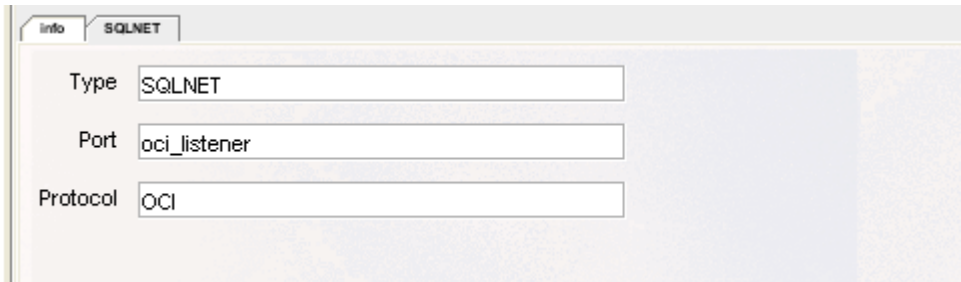 info SQLNET
Type SQLNET
Port oci_listener
Protocol OCI